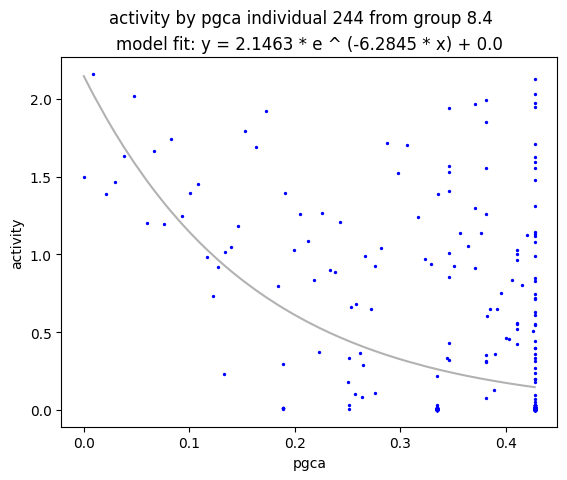 activity by pgca individual 244 from group 8.4
model fit: y = 2.1463 * e ^ (-6.2845 * x) + 0.0
2.0
1.5
activity
1.0
0.5
0.0
0.0 0.1 0.2 0.3 0.4
pgca